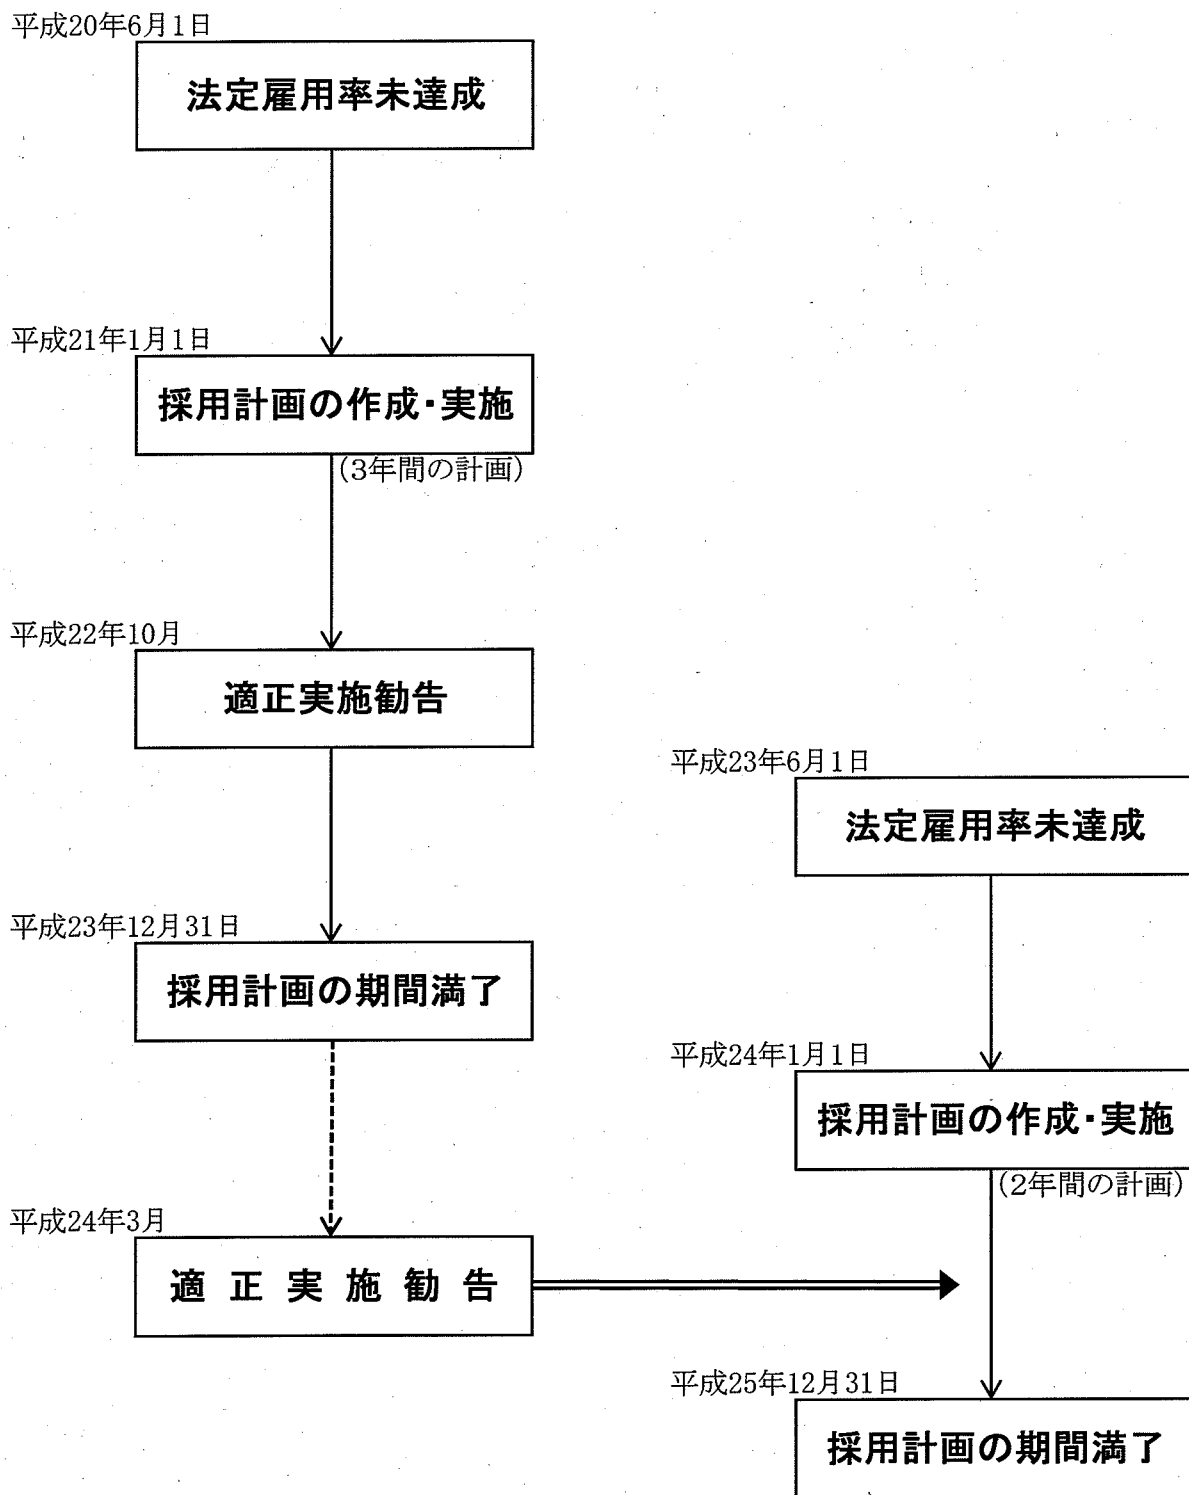 平成20年6月1日
法定雇用率未達成
平成21年1月1日
採用計画の作成・実施
(3年間の計画)
平成22年10月
適正実施勧告
平成23年12月31日
採用計画の期間満了
平成24年3月
適正実施勧告
平成23年6月1日
法定雇用率未達成
平成24年1月1日
採用計画の作成・実施
(2年間の計画)
平成25年12月31日
採用計画の期間満了